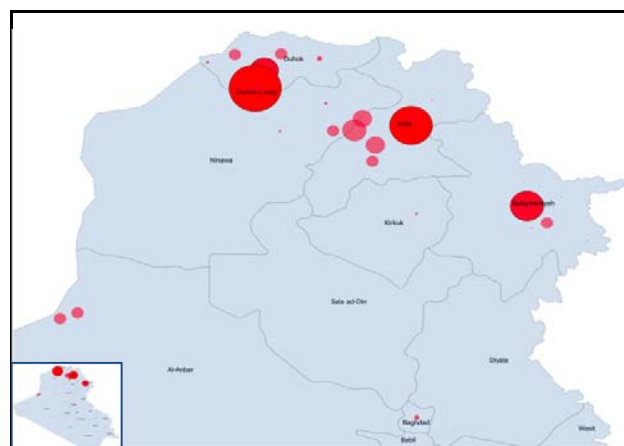 Duhok
Domiz Camp
Erbil
Ninawa
Sulaymaniyah
Kirkuk
Sala ad-Din
Al-Anbar
Diyala
Baghdad
Wasit
Babil